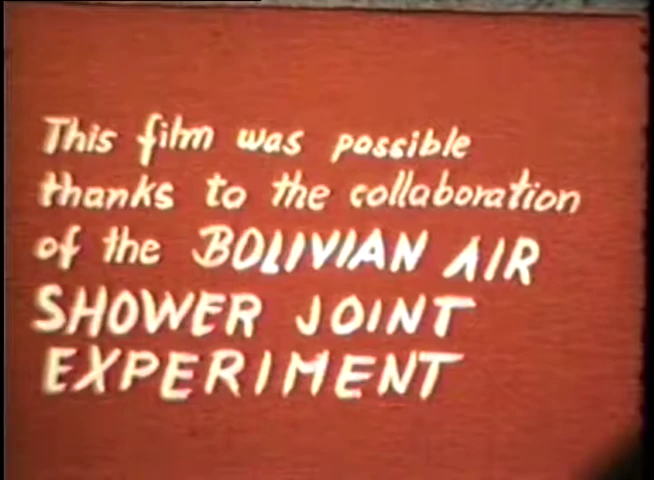 This film was possible
thanks to the collaboration
of the BOLIVIAN AIR
SHOWER JOINT
EXPERIMENT